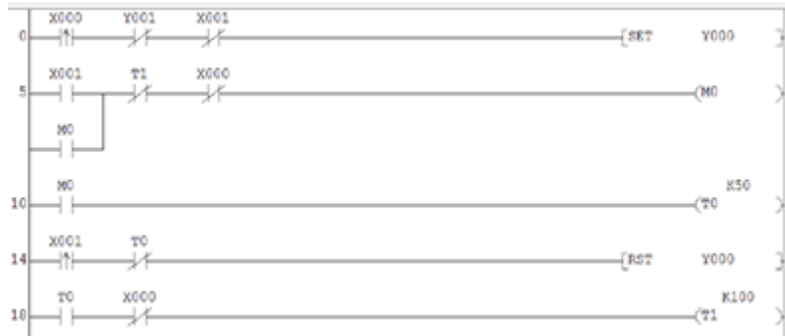 X000 Y001 X001
0 SET Y000
X001 T1 X000
5 M0
M0
M0 K50
10 T0
X001 T0
14 RST Y000
T0 X000 K100
18 T1